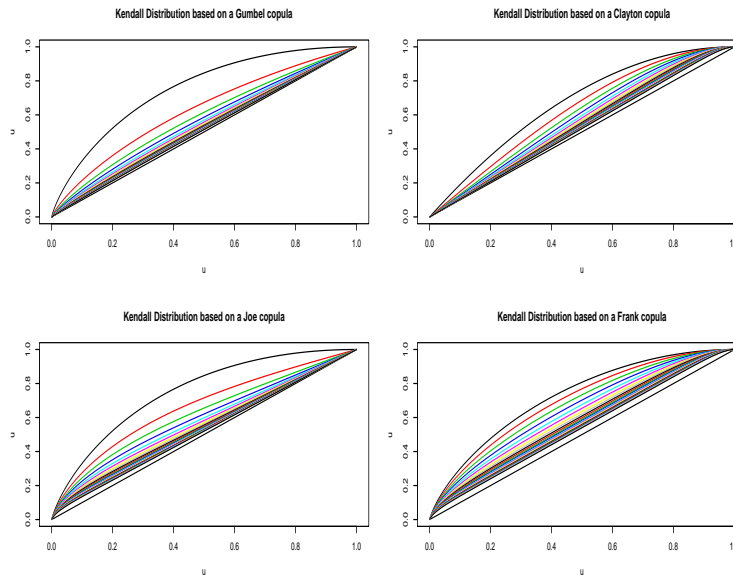 Kendall Distribution based on a Gumbel copula
u
0.0 0.2 0.4 0.6 0.8 1.0
0.0 0.2 0.4 0.6 0.8 1.0
u
Kendall Distribution based on a Clayton copula
u
0.0 0.2 0.4 0.6 0.8 1.0
0.0 0.2 0.4 0.6 0.8 1.0
u
Kendall Distribution based on a Joe copula
u
0.0 0.2 0.4 0.6 0.8 1.0
0.0 0.2 0.4 0.6 0.8 1.0
u
Kendall Distribution based on a Frank copula
u
0.0 0.2 0.4 0.6 0.8 1.0
0.0 0.2 0.4 0.6 0.8 1.0
u